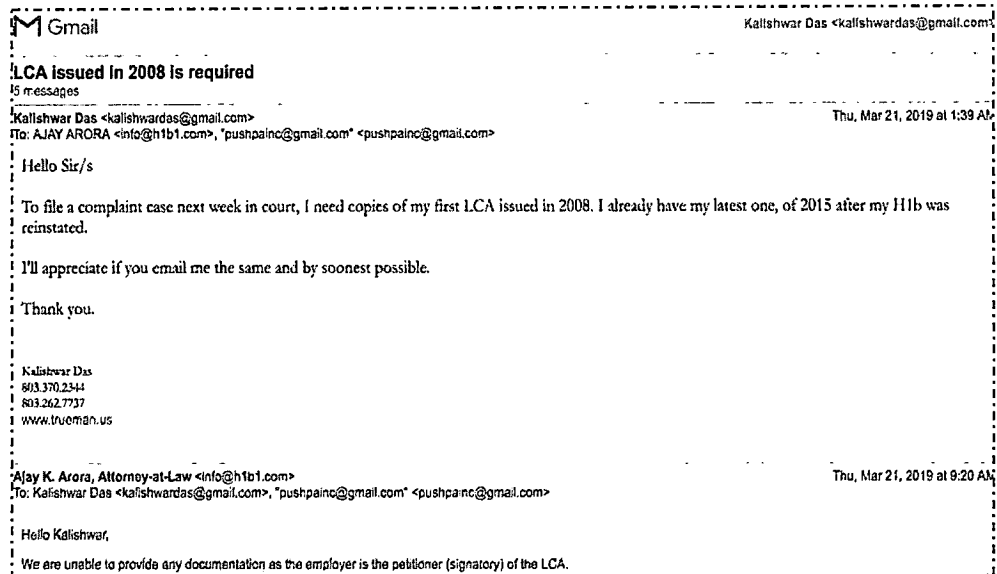 Gmail
Kalishwar Das <kalishwardas@gmail.com>
LCA issued in 2008 is required
5 messages
Kalishwar Das <kalishwardas@gmail.com>
Thu, Mar 21, 2019 at 1:39 AM
To: AJAY ARORA <info@h1b1.com>, "pushpainc@gmail.com" <pushpainc@gmail.com>
Hello Sir/s
To file a complaint case next week in court, I need copies of my first LCA issued in 2008. I already have my latest one, of 2015 after my H1b was
reinstated.
I'll appreciate if you email me the same and by soonest possible.
Thank you.
Kalishwar Das
803.370.2344
803.262.7737
www.trueman.us
Ajay K. Arora, Attorney-at-Law <info@h1b1.com>
Thu, Mar 21, 2019 at 9:20 AM
To: Kalishwar Das <kalishwardas@gmail.com>, "pushpainc@gmail.com" <pushpainc@gmail.com>
Hello Kalishwar,
We are unable to provide any documentation as the employer is the petitioner (signatory) of the LCA.